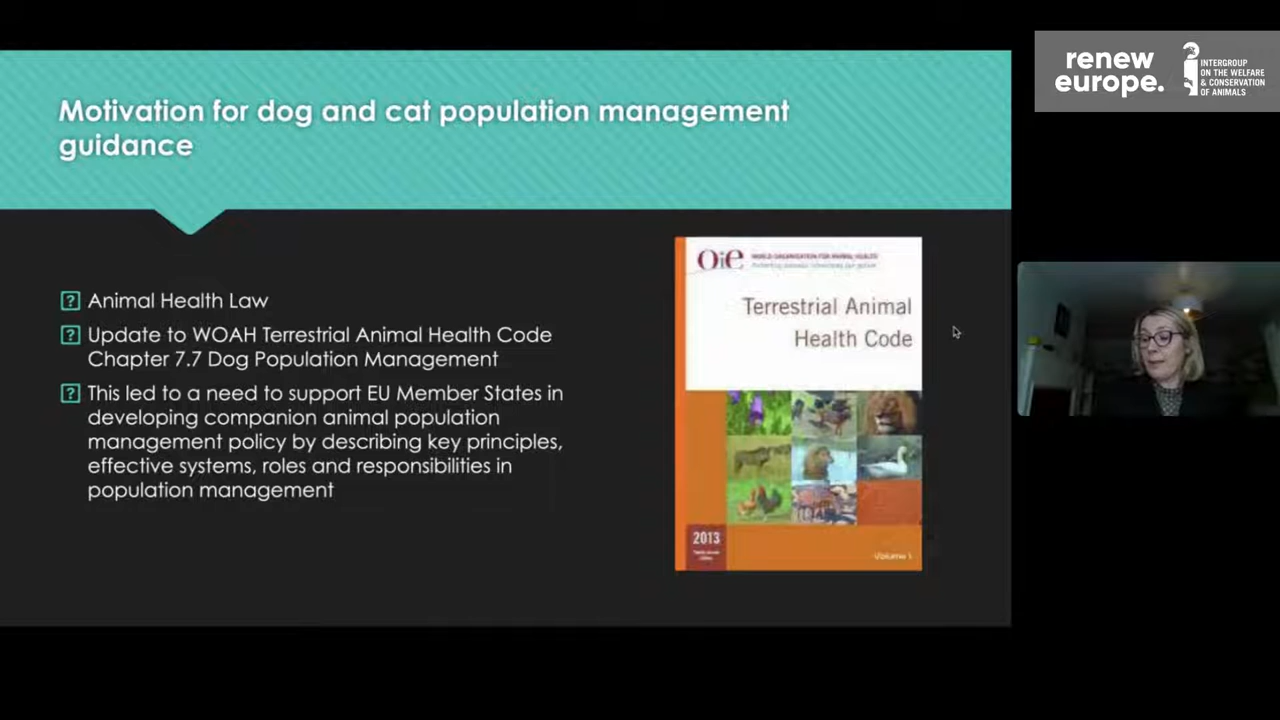 renew
europe.
INTERGROUP
ON THE WELFARE
& CONSERVATION
OF ANIMALS
Motivation for dog and cat population management
guidance
? Animal Health Law
? Update to WOAH Terrestrial Animal Health Code
Chapter 7.7 Dog Population Management
? This led to a need to support EU Member States in
developing companion animal population
management policy by describing key principles,
effective systems, roles and responsibilities in
population management
oie WORLD ORGANISATION FOR ANIMAL HEALTH
Terrestrial Animal
Health Code
2013
Volume I